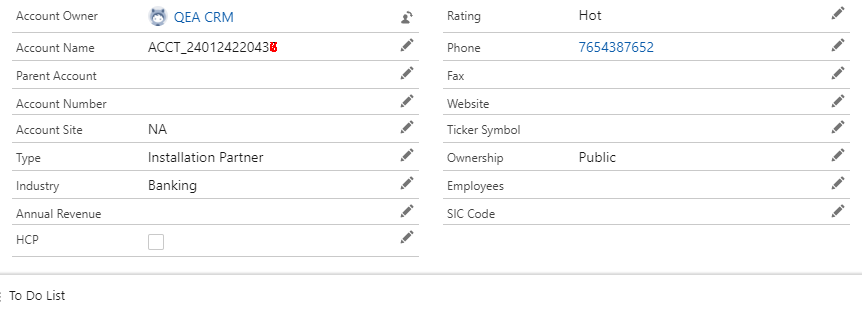 Account Owner QEA CRM
Account Name
Parent Account
Account Number
Account Site NA
Type Installation Partner
Industry Banking
Annual Revenue
HCP
Rating Hot
Phone 7654387652
Fax
Website
Ticker Symbol
Ownership Public
Employees
SIC Code
To Do List